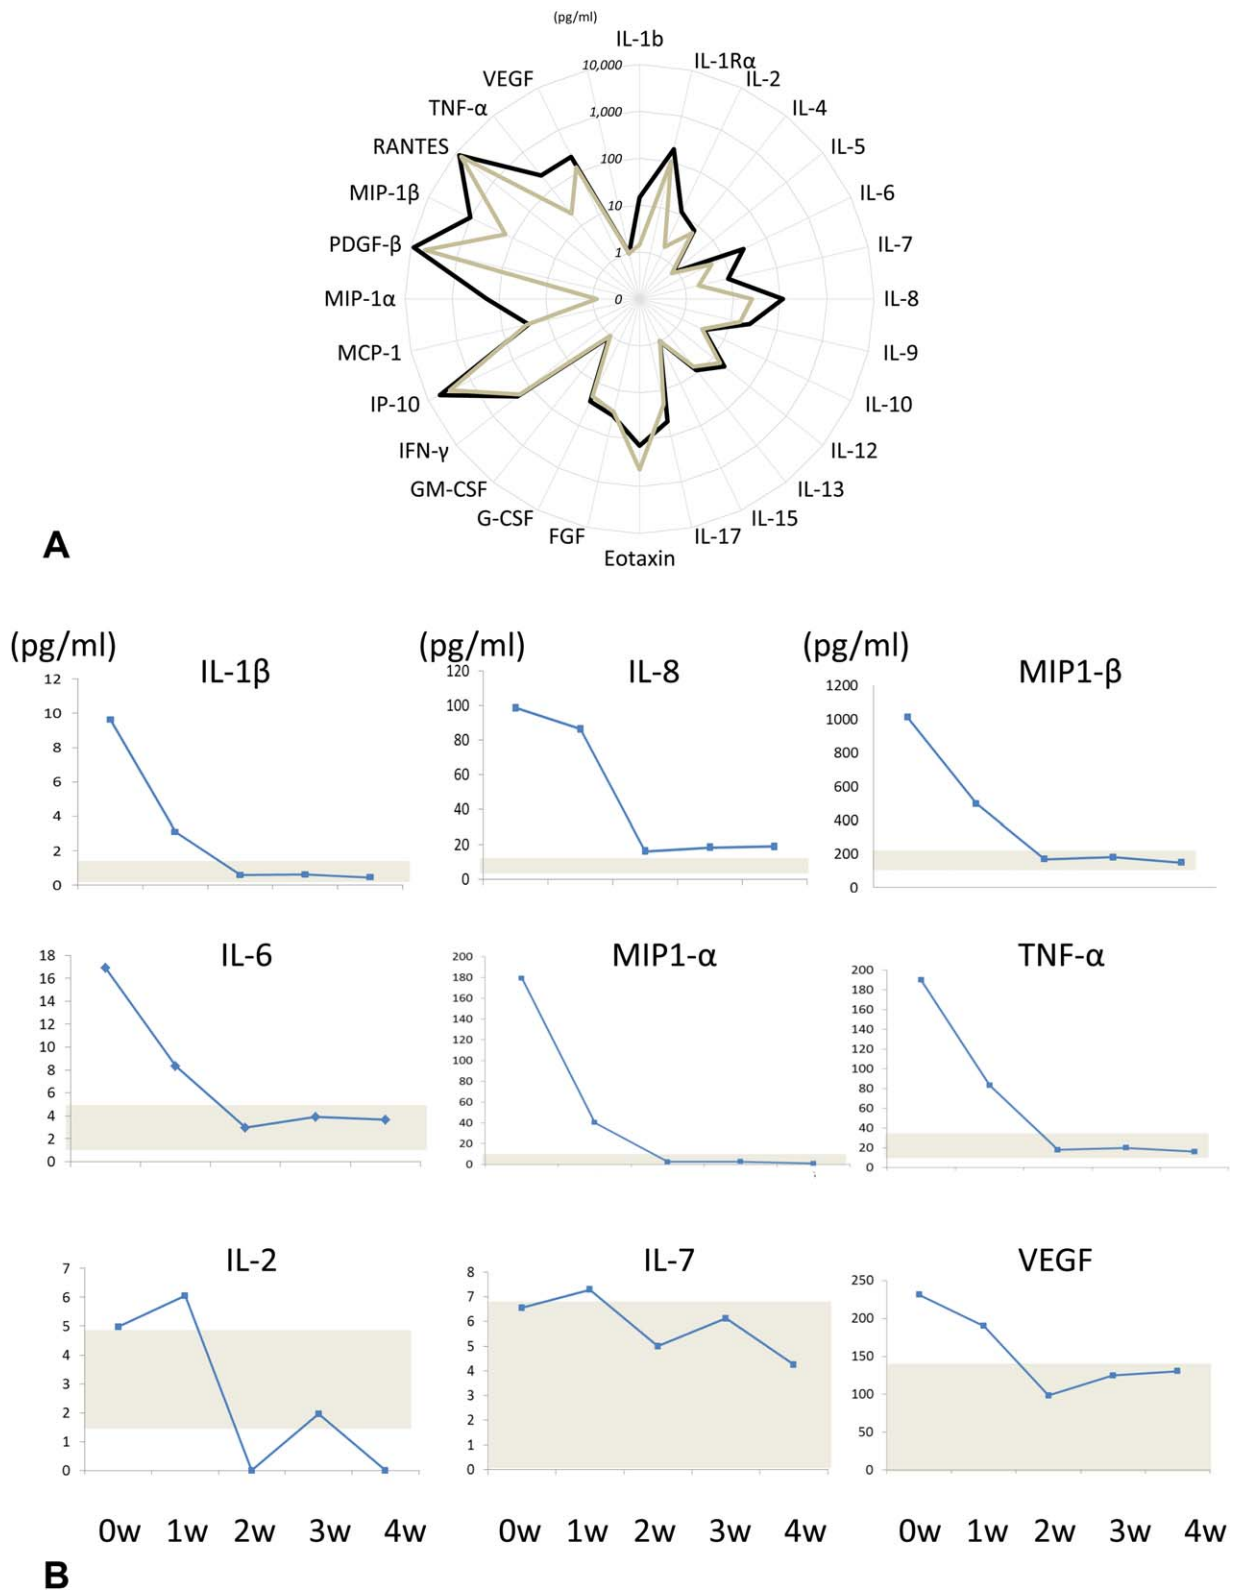 (pg/ml)
IL-1b
10,000
IL-1Rα
VEGF
IL-2
TNF-α
1,000
IL-4
RANTES
100
IL-5
MIP-1β
10
IL-6
PDGF-β
1
IL-7
MIP-1α
0
IL-8
MCP-1
IL-9
IP-10
IL-10
IFN-γ
IL-12
GM-CSF
IL-13
G-CSF
IL-15
FGF
IL-17
Eotaxin
A
(pg/ml)
IL-1β
12
10
8
6
4
2
0
(pg/ml)
IL-8
120
100
80
60
40
20
0
(pg/ml)
MIP1-β
1200
1000
800
600
400
200
0
IL-6
18
16
14
12
10
8
6
4
2
0
MIP1-α
200
180
160
140
120
100
80
60
40
20
0
TNF-α
200
180
160
140
120
100
80
60
40
20
0
IL-2
7
6
5
4
3
2
1
0
IL-7
8
7
6
5
4
3
2
1
0
VEGF
250
200
150
100
50
0
0w 1w 2w 3w 4w
0w 1w 2w 3w 4w
0w 1w 2w 3w 4w
B